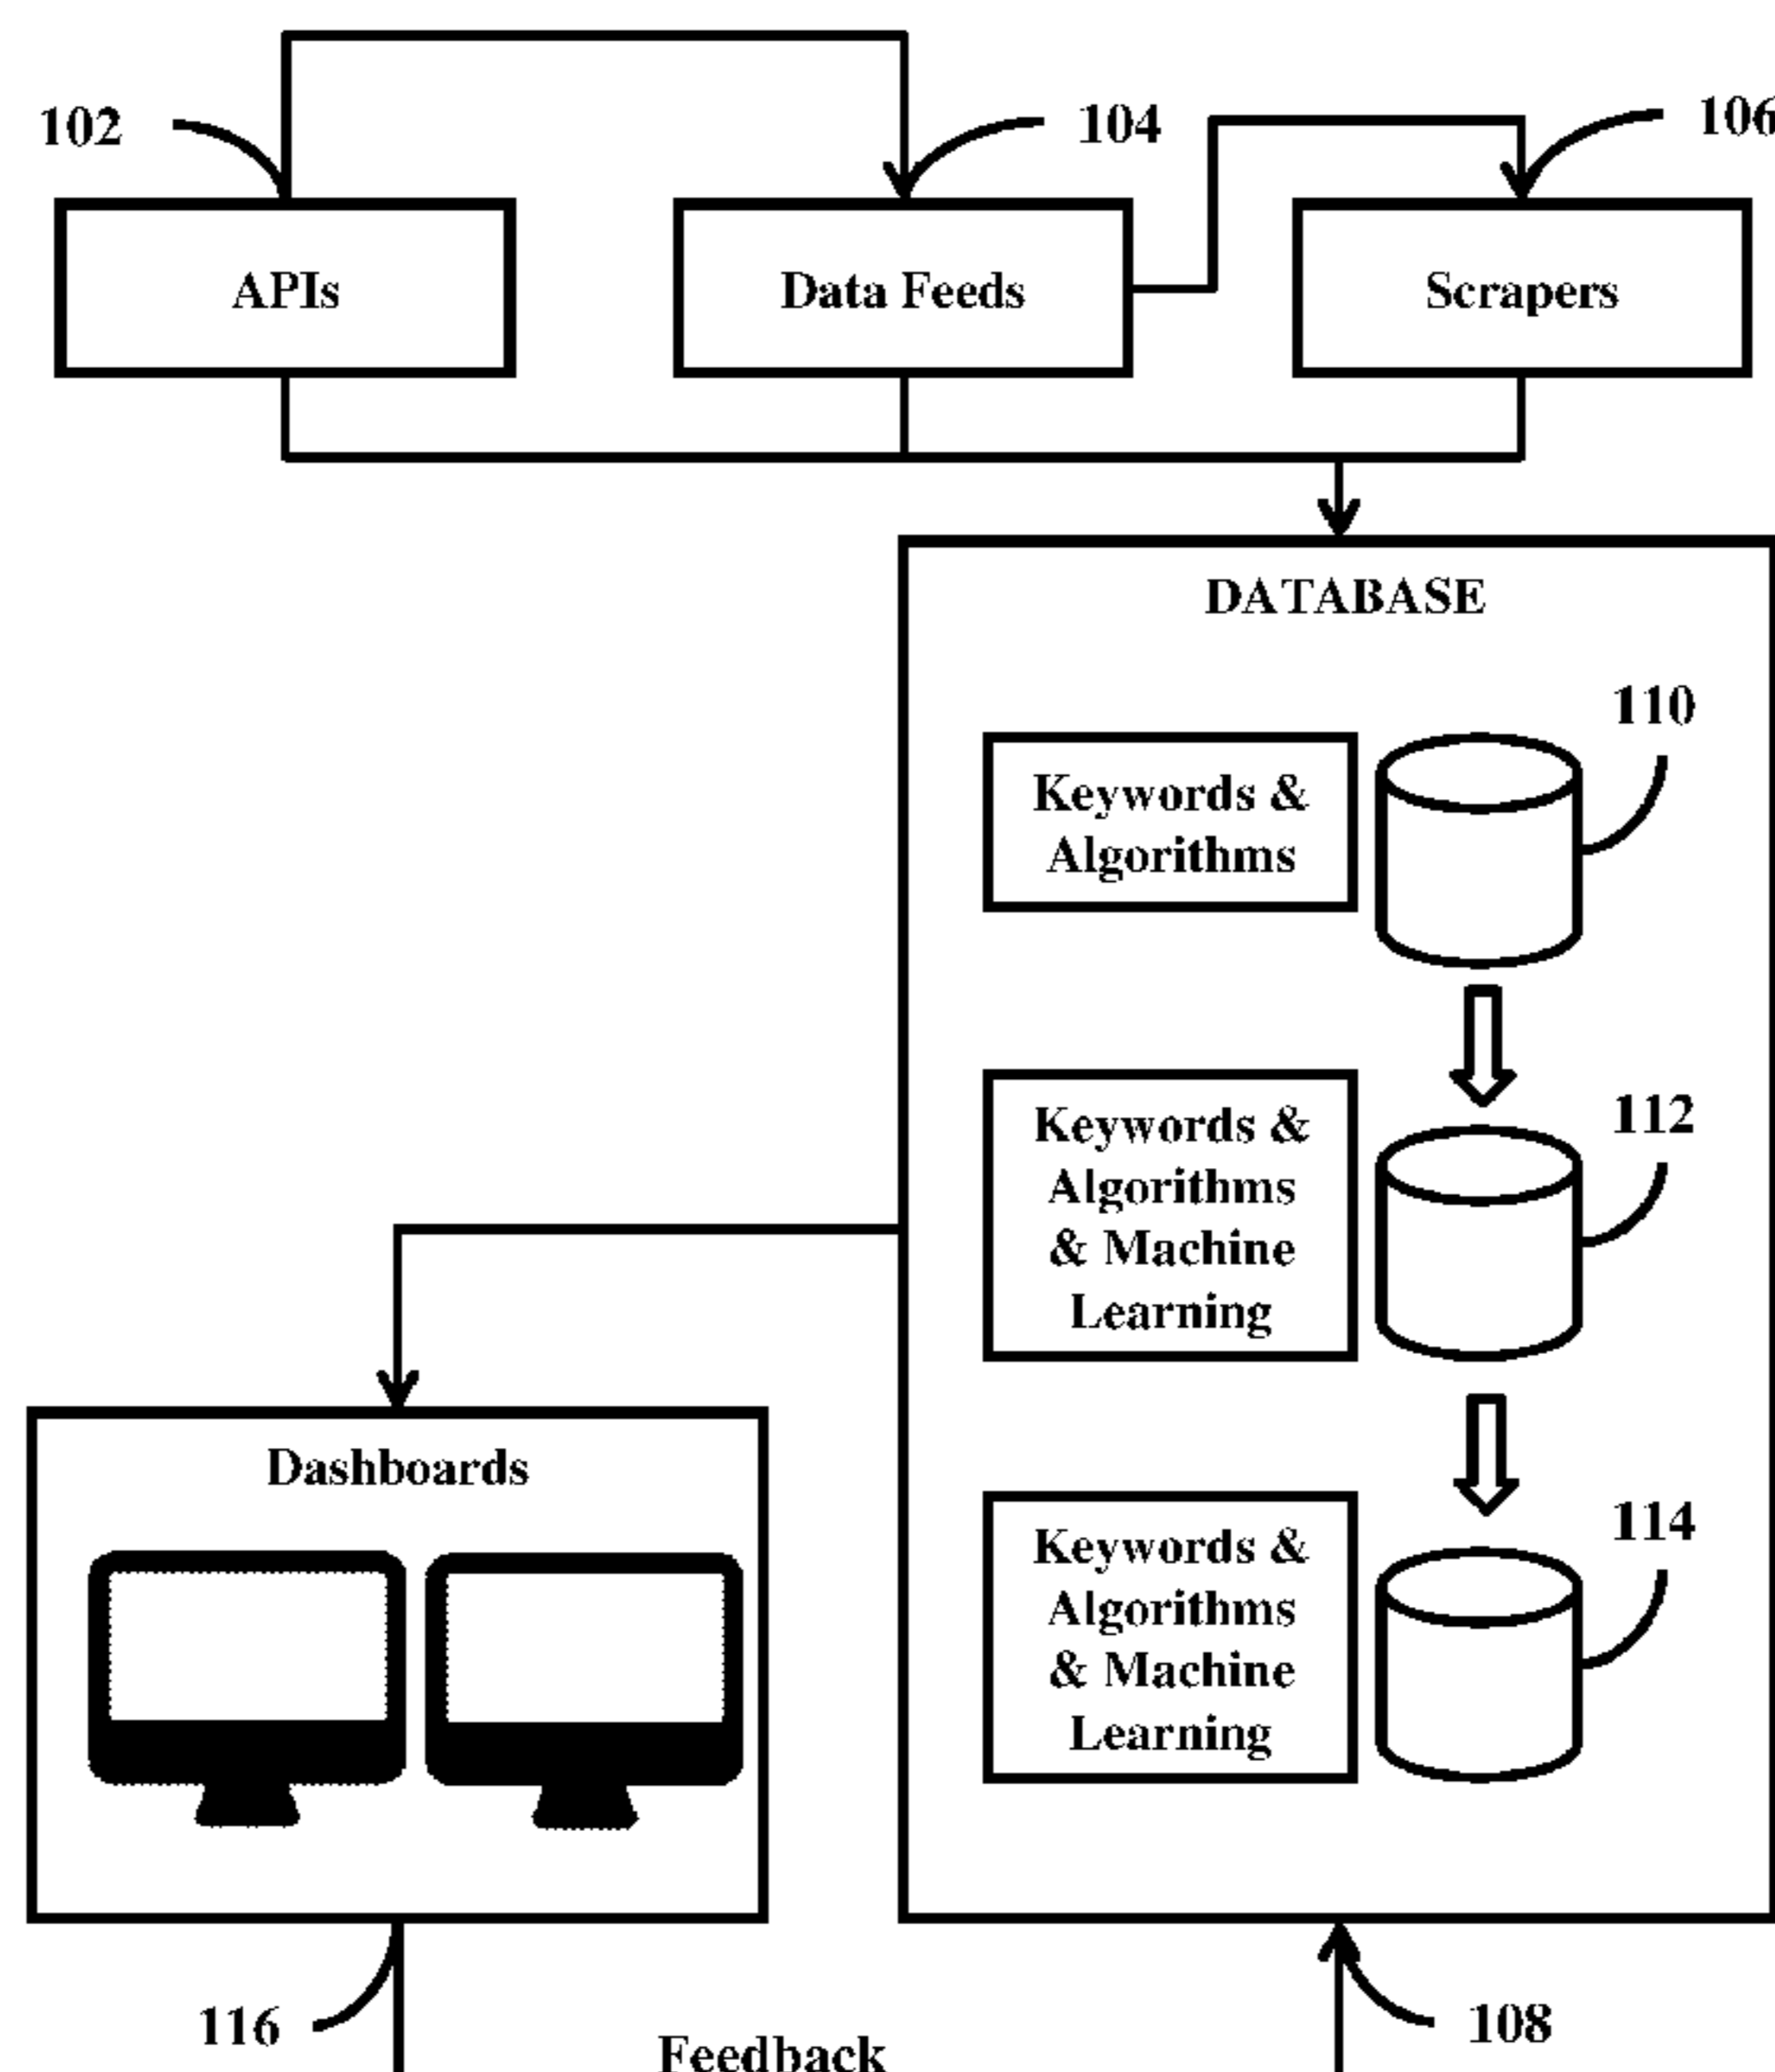 102
104
106
APIs
Data Feeds
Scrapers
DATABASE
110
Keywords &
Algorithms
112
Keywords &
Algorithms
& Machine
Learning
Dashboards
114
Keywords &
Algorithms
& Machine
Learning
116
108
Feedback